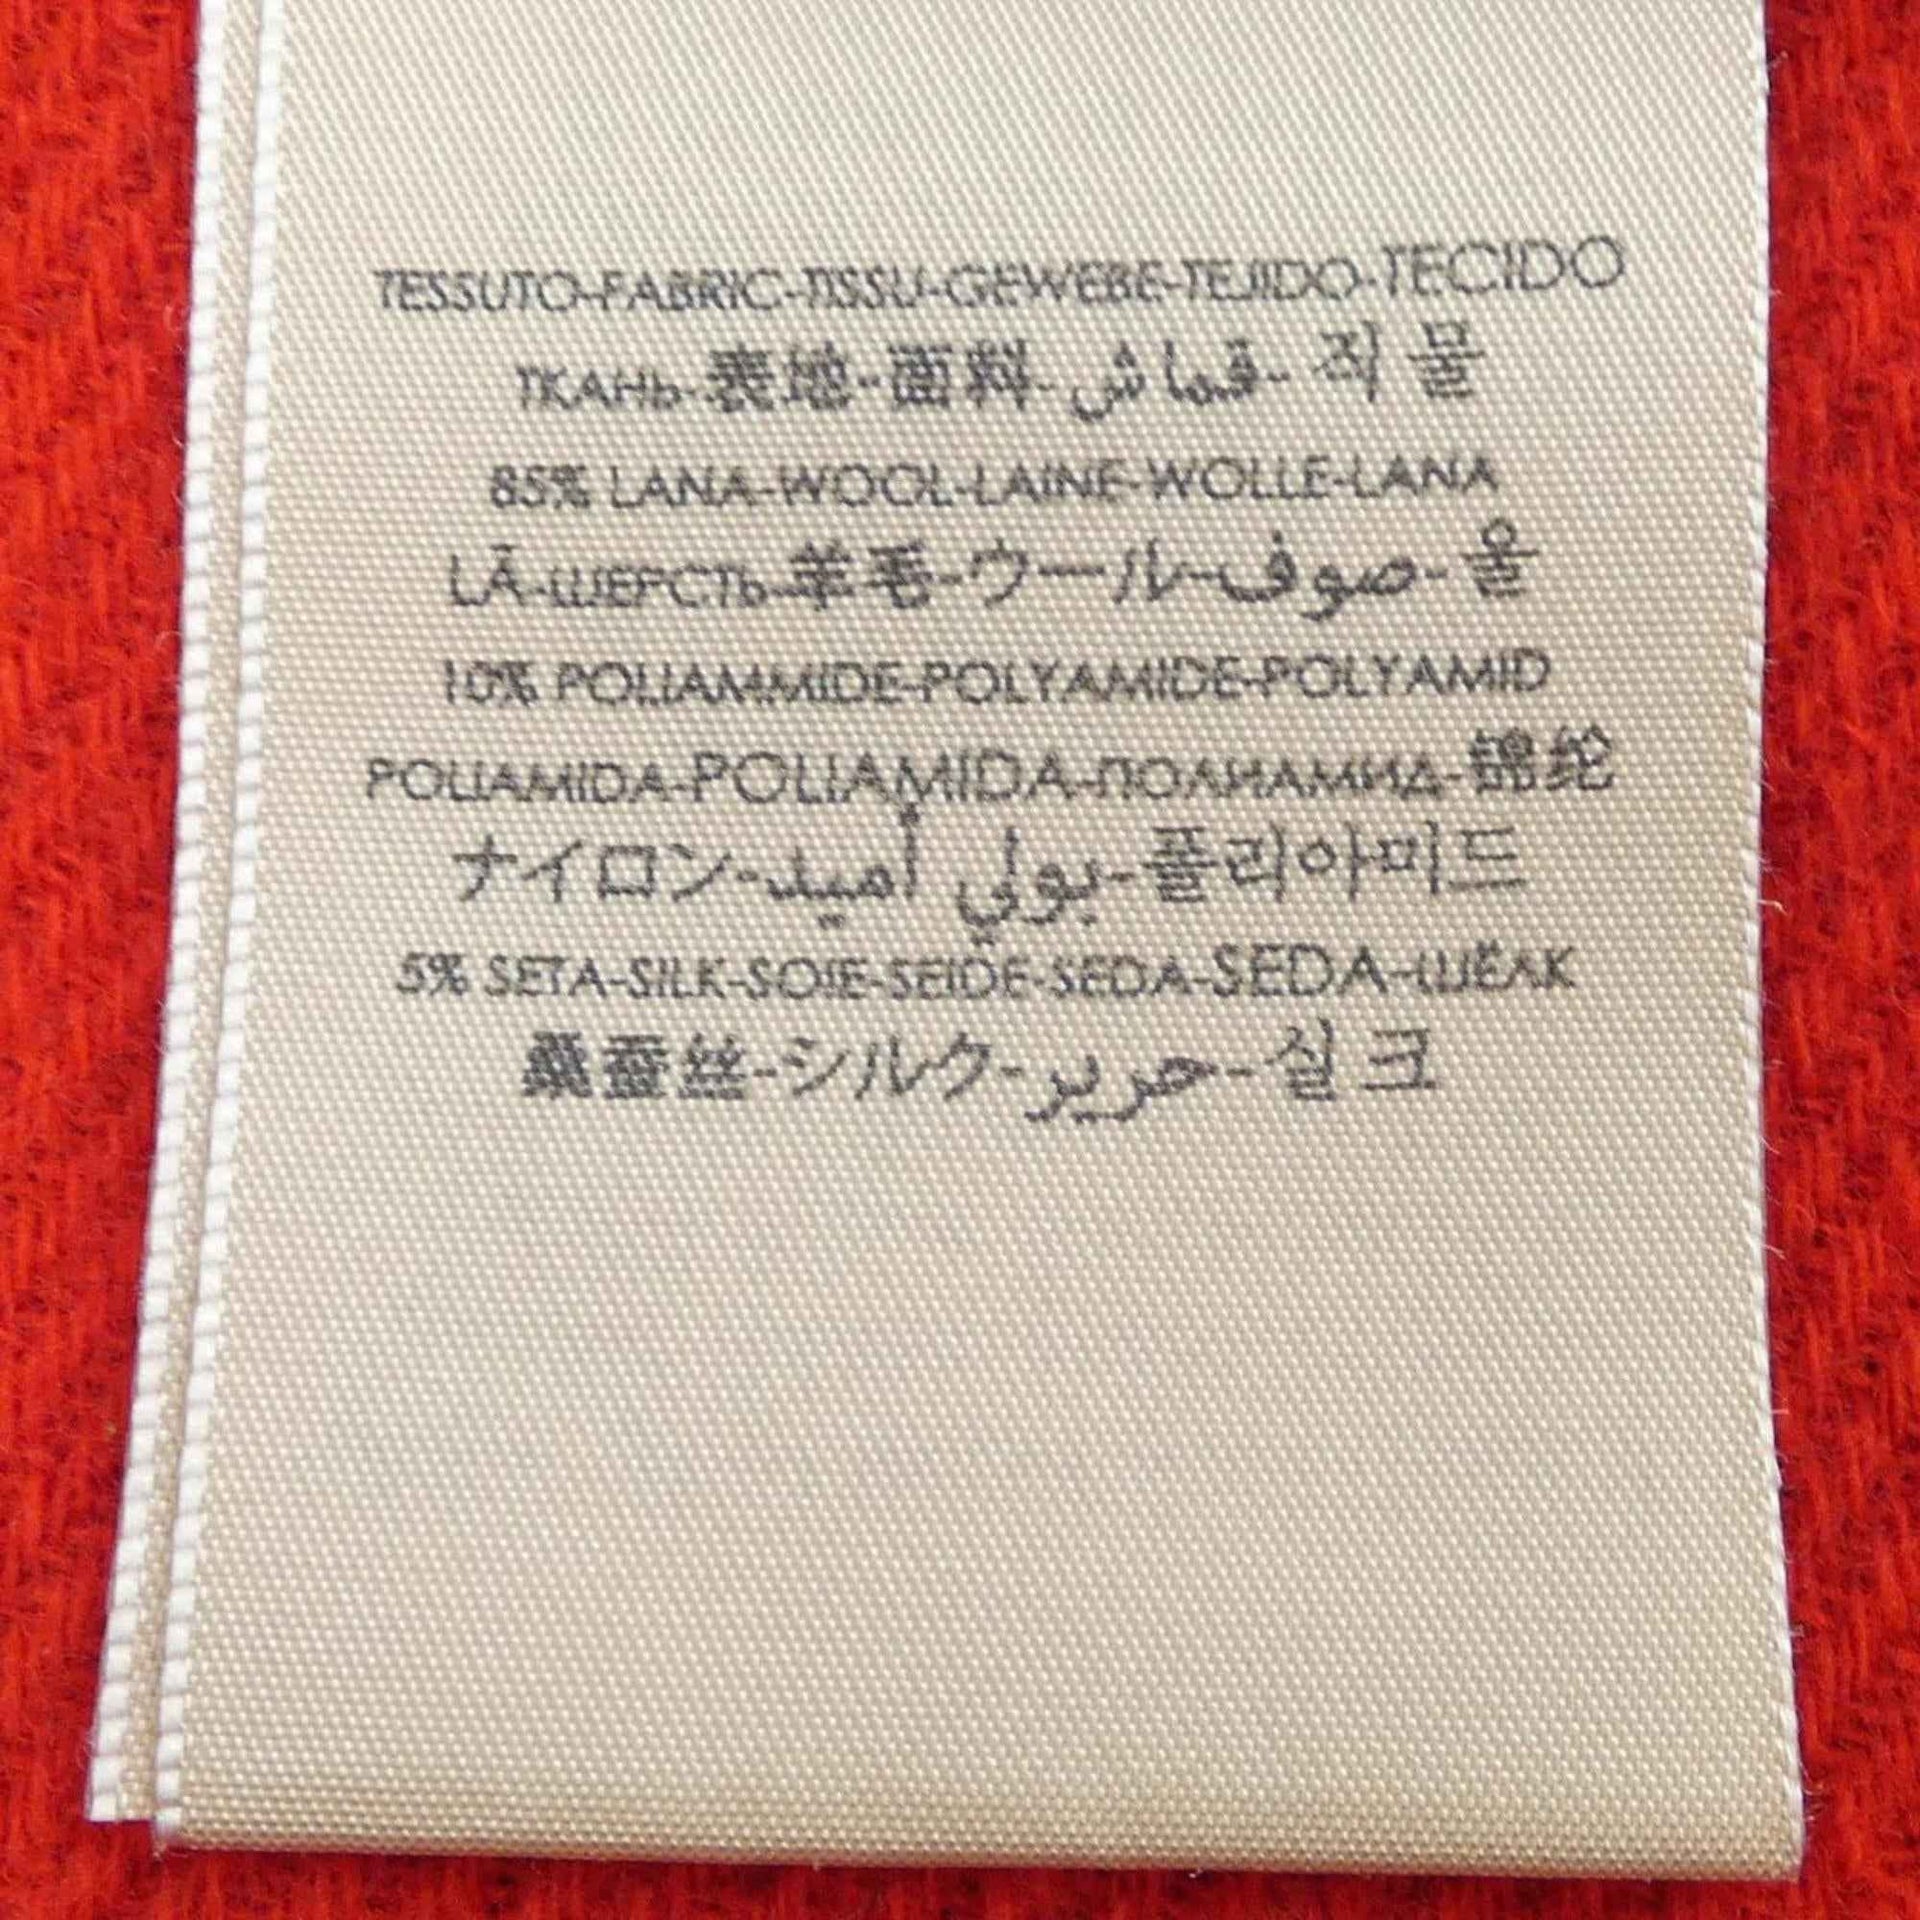 TESSUTO-FABRIC-TISSU-GEWEBE-TEJIDO-TECIDO
ТКАНЬ-表地-面料-قماش-직물
85% LANA-WOOL-LAINE-WOLLE-LANA
LÃ-ШЕРСТЬ-羊毛-ウール-صوف-울
10% POLIAMMIDE-POLYAMIDE-POLYAMID
POLIAMIDA-POLIAMIDA-ПОЛИАМИД-锦纶
ナイロン-بولي أميد-폴리아미드
5% SETA-SILK-SOIE-SEIDE-SEDA-SEDA-ШЁЛК
桑蚕丝-シルク-حرير-실크